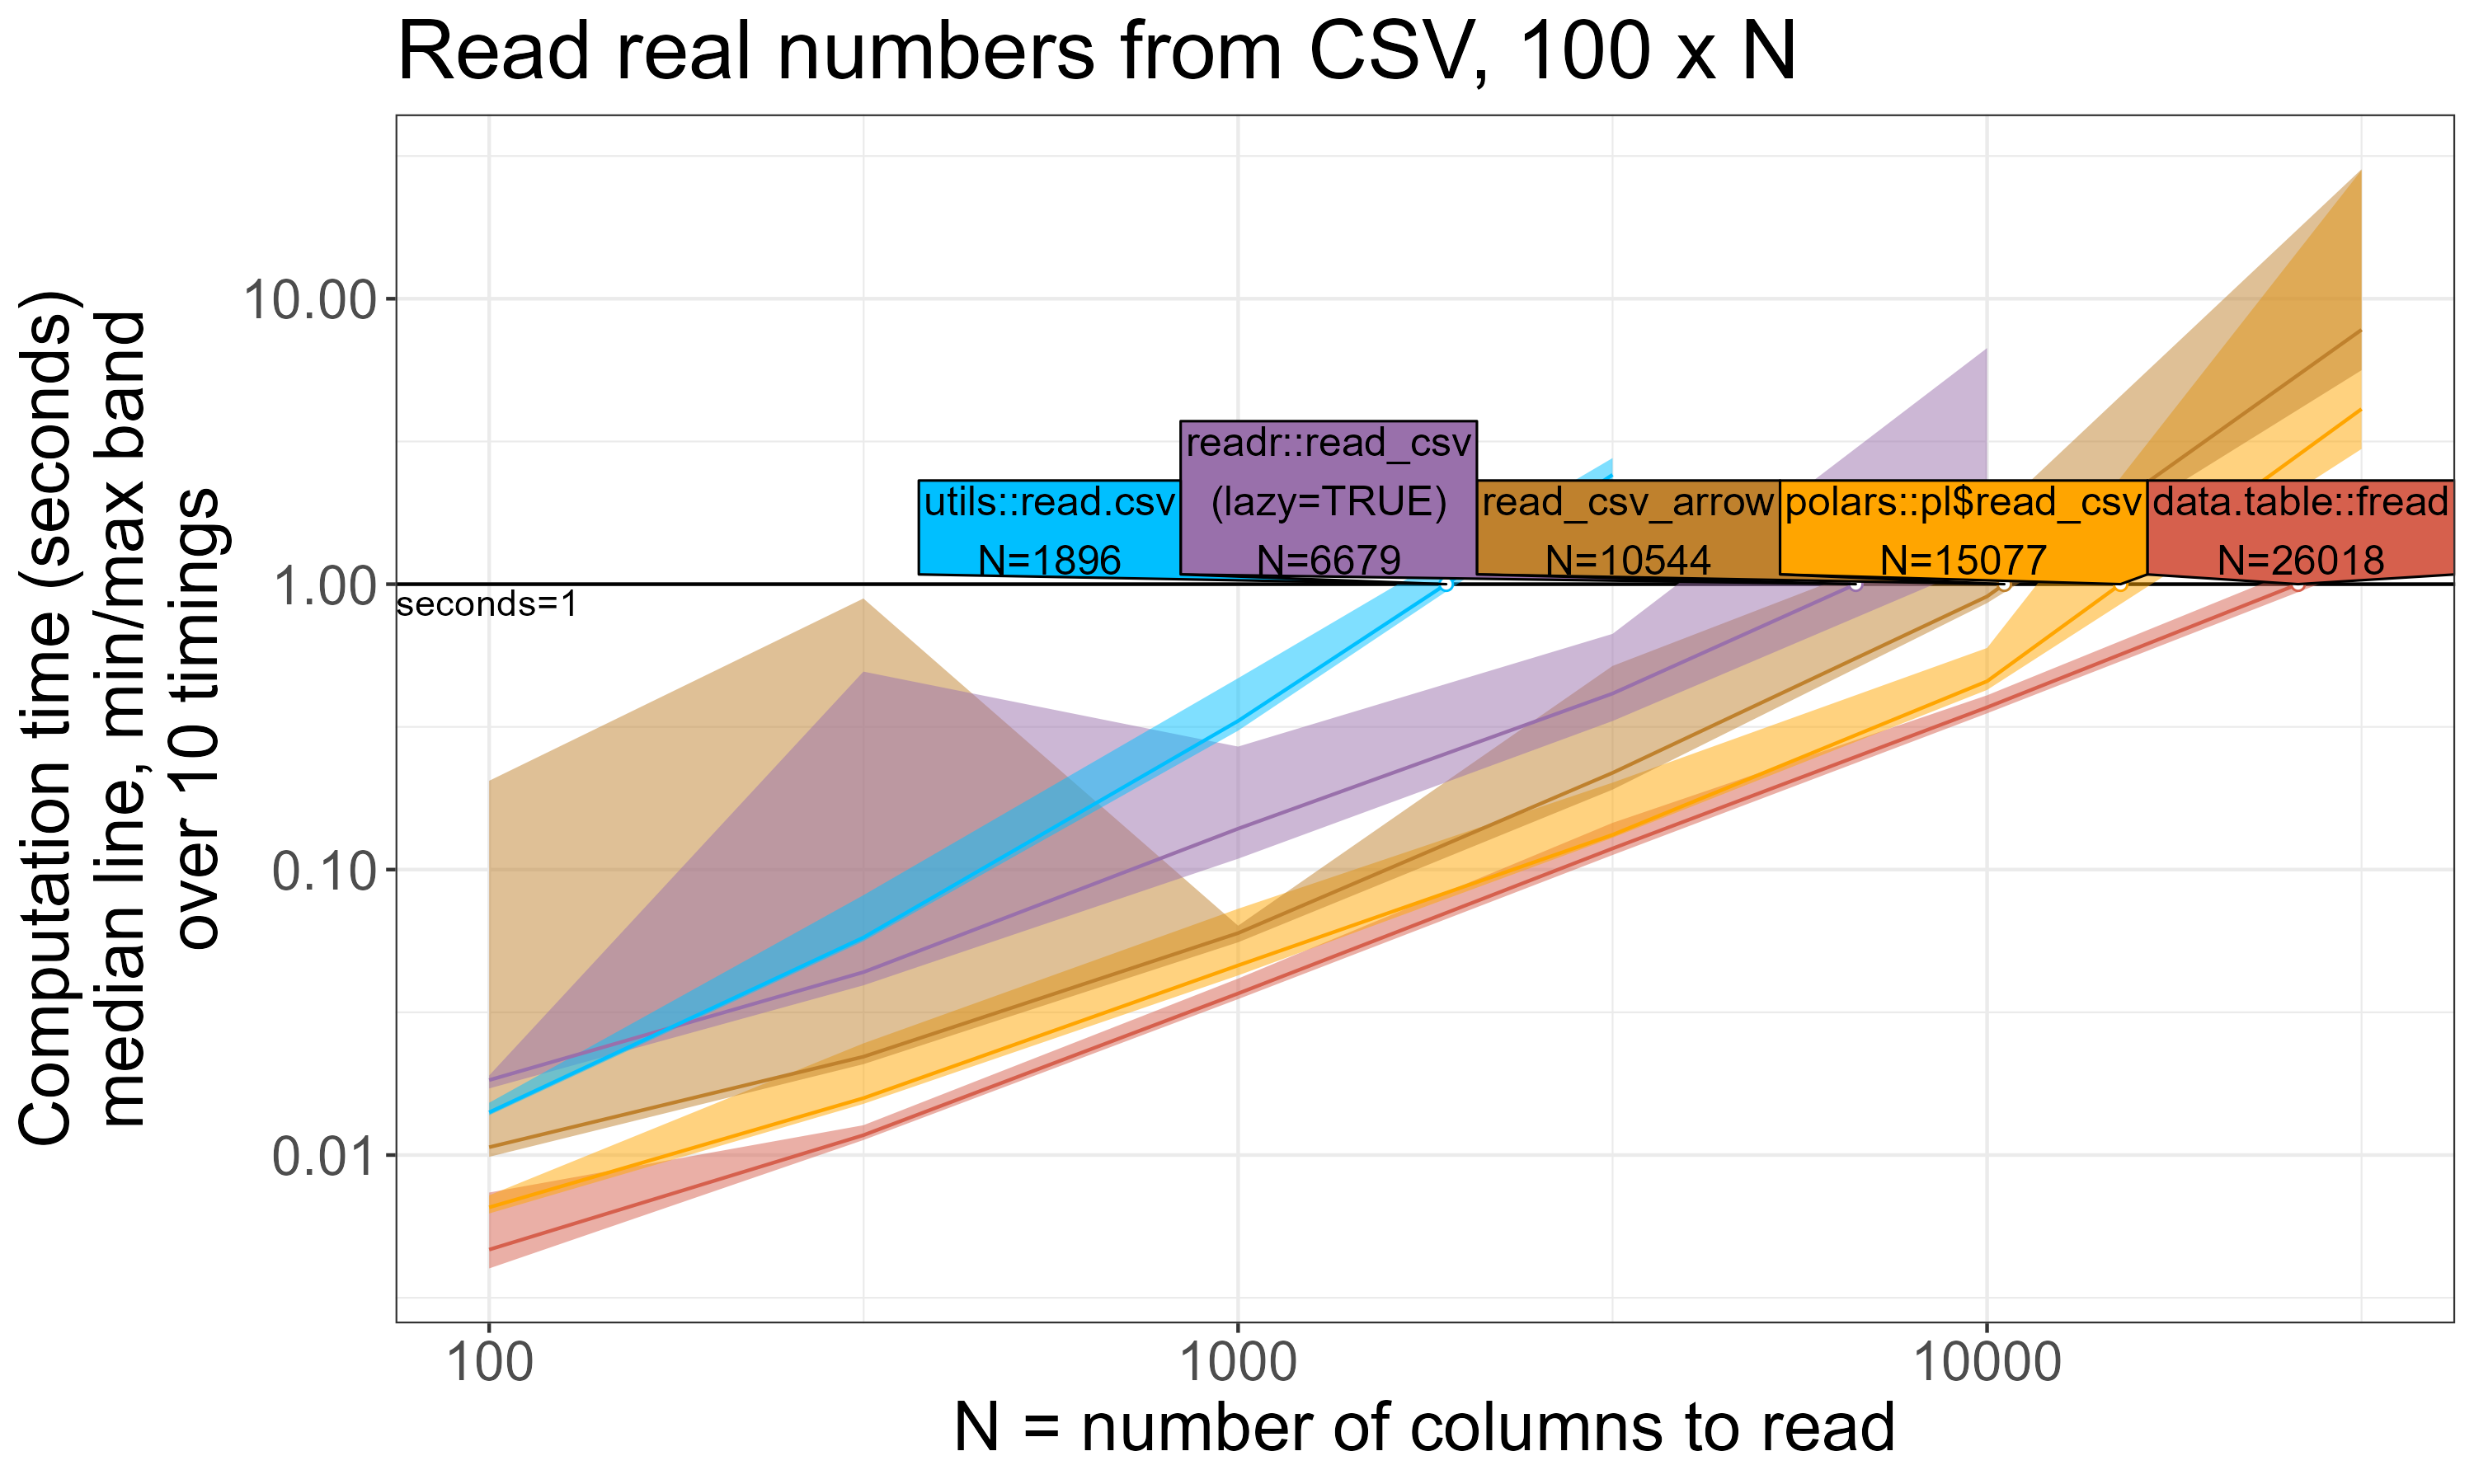 Read real numbers from CSV, 100 x N
Computation time (seconds)
median line, min/max band
over 10 timings
10.00
1.00
0.10
0.01
seconds=1
utils::read.csv
N=1896
readr::read_csv
(lazy=TRUE)
N=6679
read_csv_arrow
N=10544
polars::pl$read_csv
N=15077
data.table::fread
N=26018
100
1000
10000
N = number of columns to read